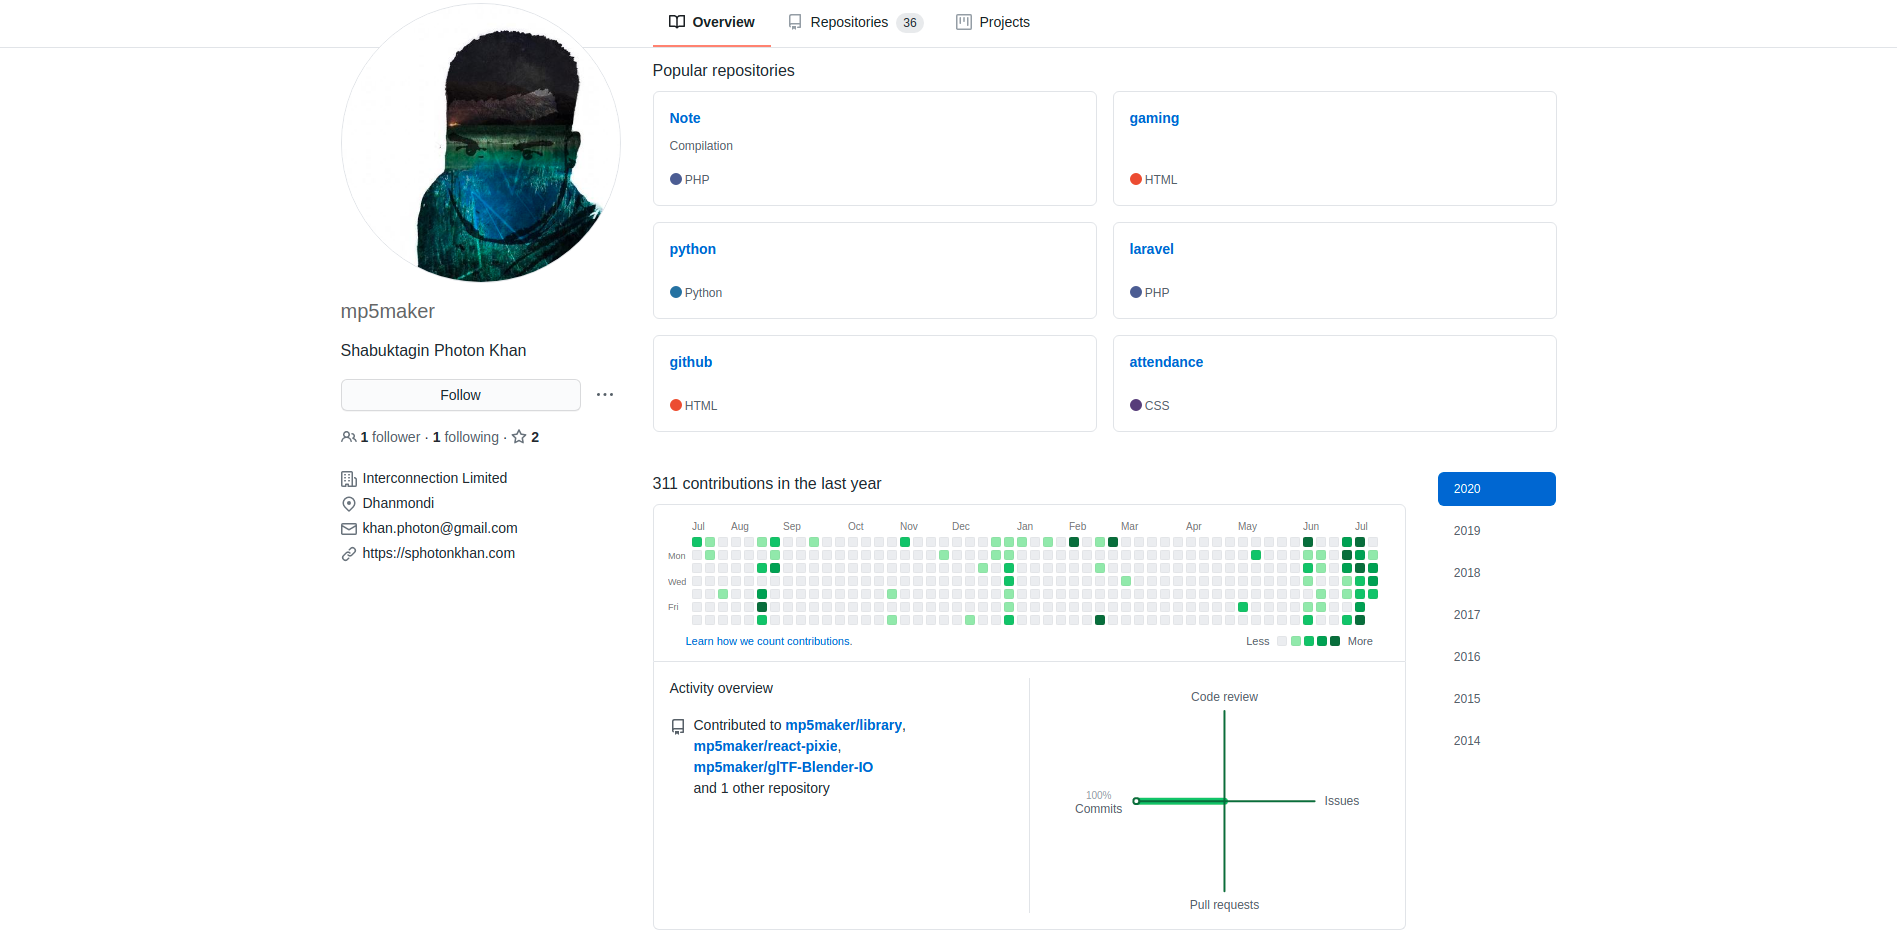 Overview
Repositories 36
Projects
mp5maker
Shabuktagin Photon Khan
Follow
1 follower · 1 following · 2
Interconnection Limited
Dhanmondi
khan.photon@gmail.com
https://sphotonkhan.com
Popular repositories
Note
Compilation
PHP
gaming
HTML
python
Python
laravel
PHP
github
HTML
attendance
CSS
311 contributions in the last year
Jul Aug Sep Oct Nov Dec Jan Feb Mar Apr May Jun Jul
Mon
Wed
Fri
Learn how we count contributions.
Less More
Activity overview
Contributed to mp5maker/library,
mp5maker/react-pixie,
mp5maker/glTF-Blender-IO
and 1 other repository
Code review
100%
Commits
Issues
Pull requests
2020
2019
2018
2017
2016
2015
2014